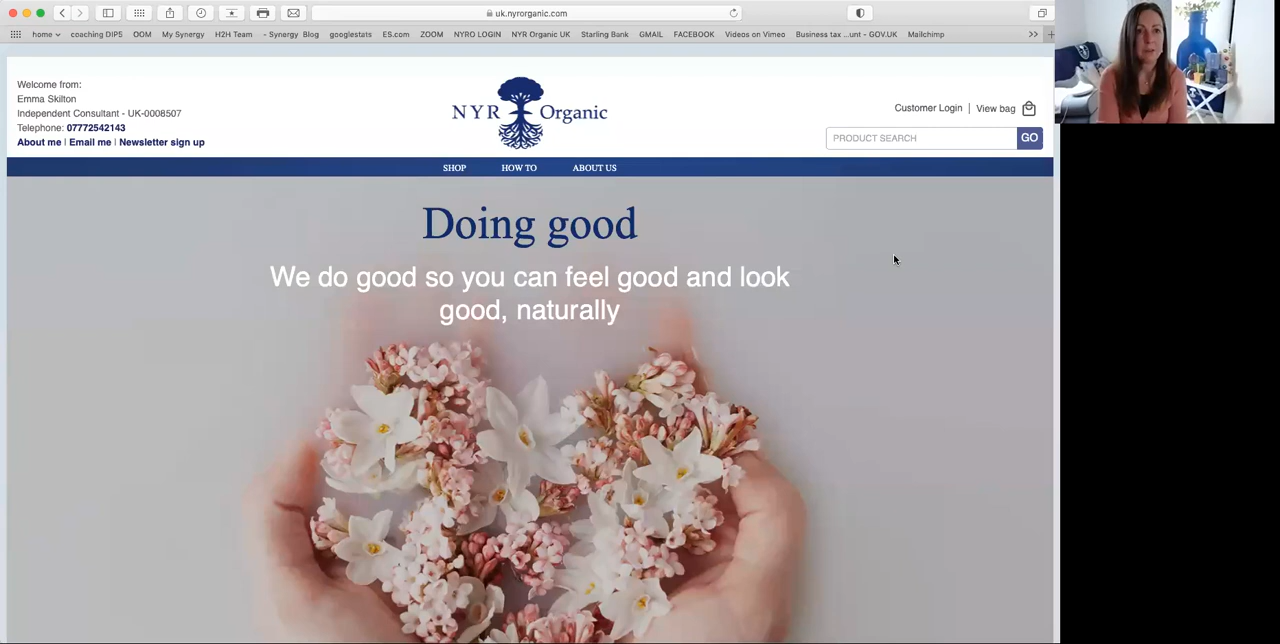 uk.nyrorganic.com
home
coaching DIP5
OOM
My Synergy
H2H Team
- Synergy Blog
googlestats
ES.com
ZOOM
NYRO LOGIN
NYR Organic UK
Starling Bank
GMAIL
FACEBOOK
Videos on Vimeo
Business tax ...unt - GOV.UK
Mailchimp
Welcome from:
Emma Skilton
Independent Consultant - UK-0008507
Telephone: 07772542143
About me | Email me | Newsletter sign up
NYR Organic
Customer Login | View bag
PRODUCT SEARCH GO
SHOP HOW TO ABOUT US
Doing good
We do good so you can feel good and look
good, naturally